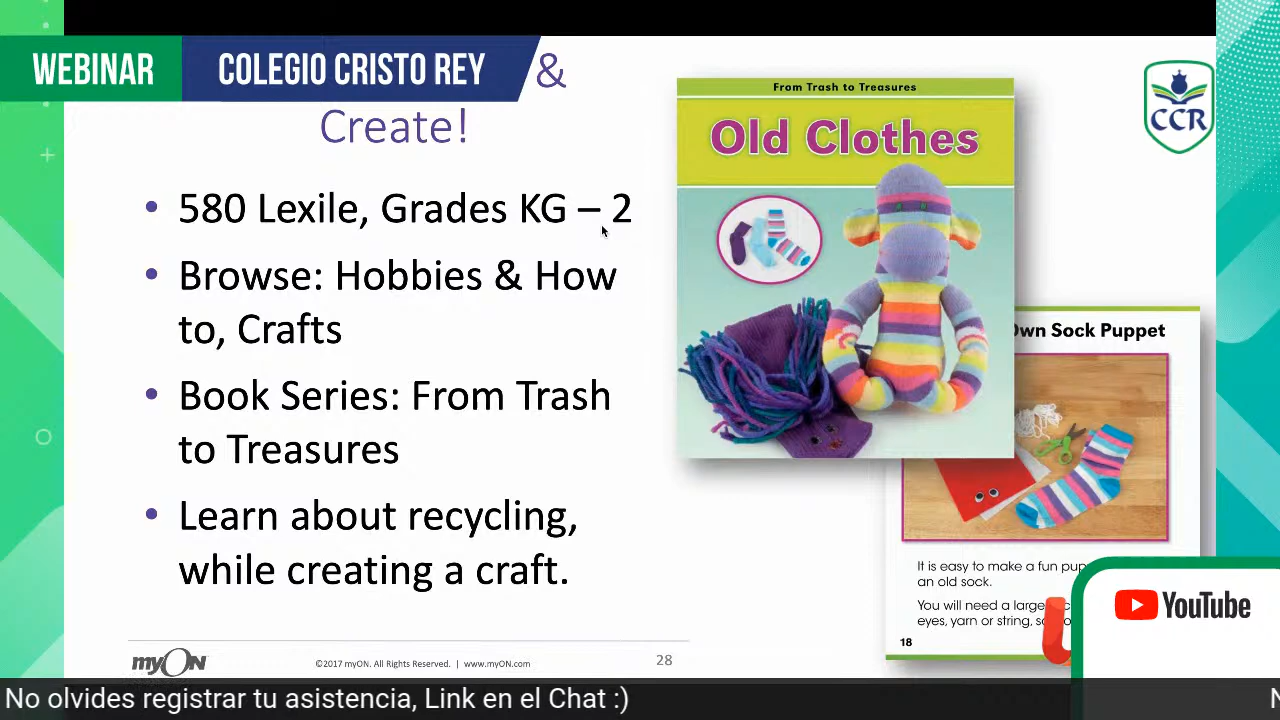 WEBINAR
COLEGIO CRISTO REY
&
Create!
• 580 Lexile, Grades KG – 2
• Browse: Hobbies & How
to, Crafts
• Book Series: From Trash
to Treasures
• Learn about recycling,
while creating a craft.
From Trash to Treasures
Old Clothes
CCR
Own Sock Puppet
It is easy to make a fun
an old sock.
You will need a large
eyes, yarn or string,
18
YouTube
myON
©2017 myON. All Rights Reserved. | www.myON.com
28
No olvides registrar tu asistencia, Link en el Chat :)
N